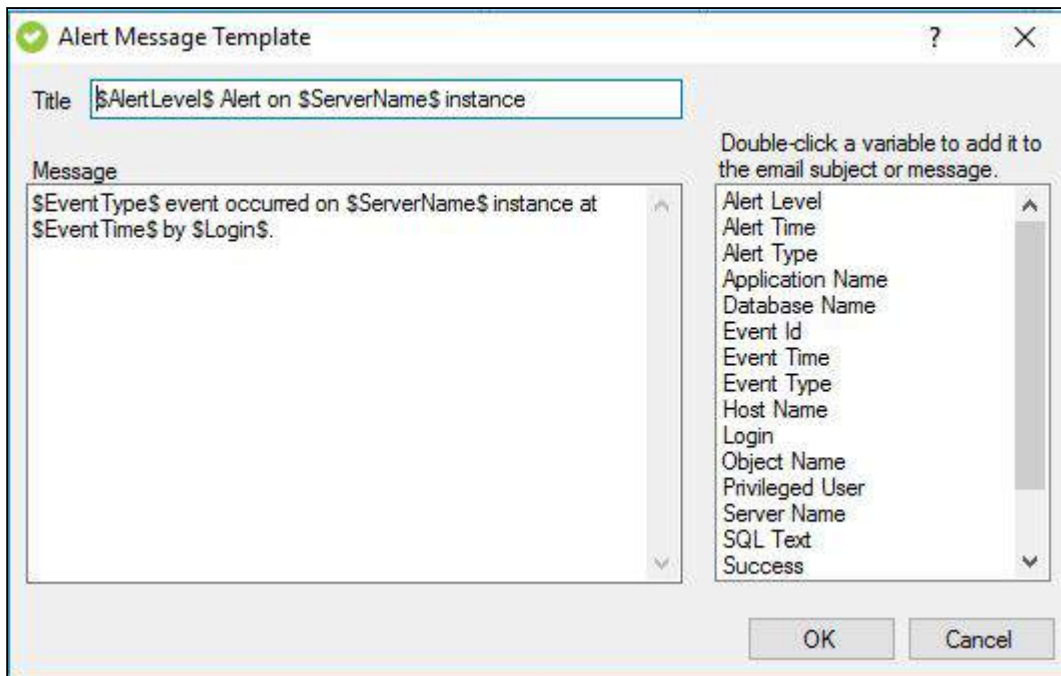 Alert Message Template
?
Title
$AlertLevel$ Alert on $ServerName$ instance
Message
$EventType$ event occurred on $ServerName$ instance at
$EventTime$ by $Login$.
Double-click a variable to add it to
the email subject or message.
Alert Level
Alert Time
Alert Type
Application Name
Database Name
Event Id
Event Time
Event Type
Host Name
Login
Object Name
Privileged User
Server Name
SQL Text
Success
OK
Cancel